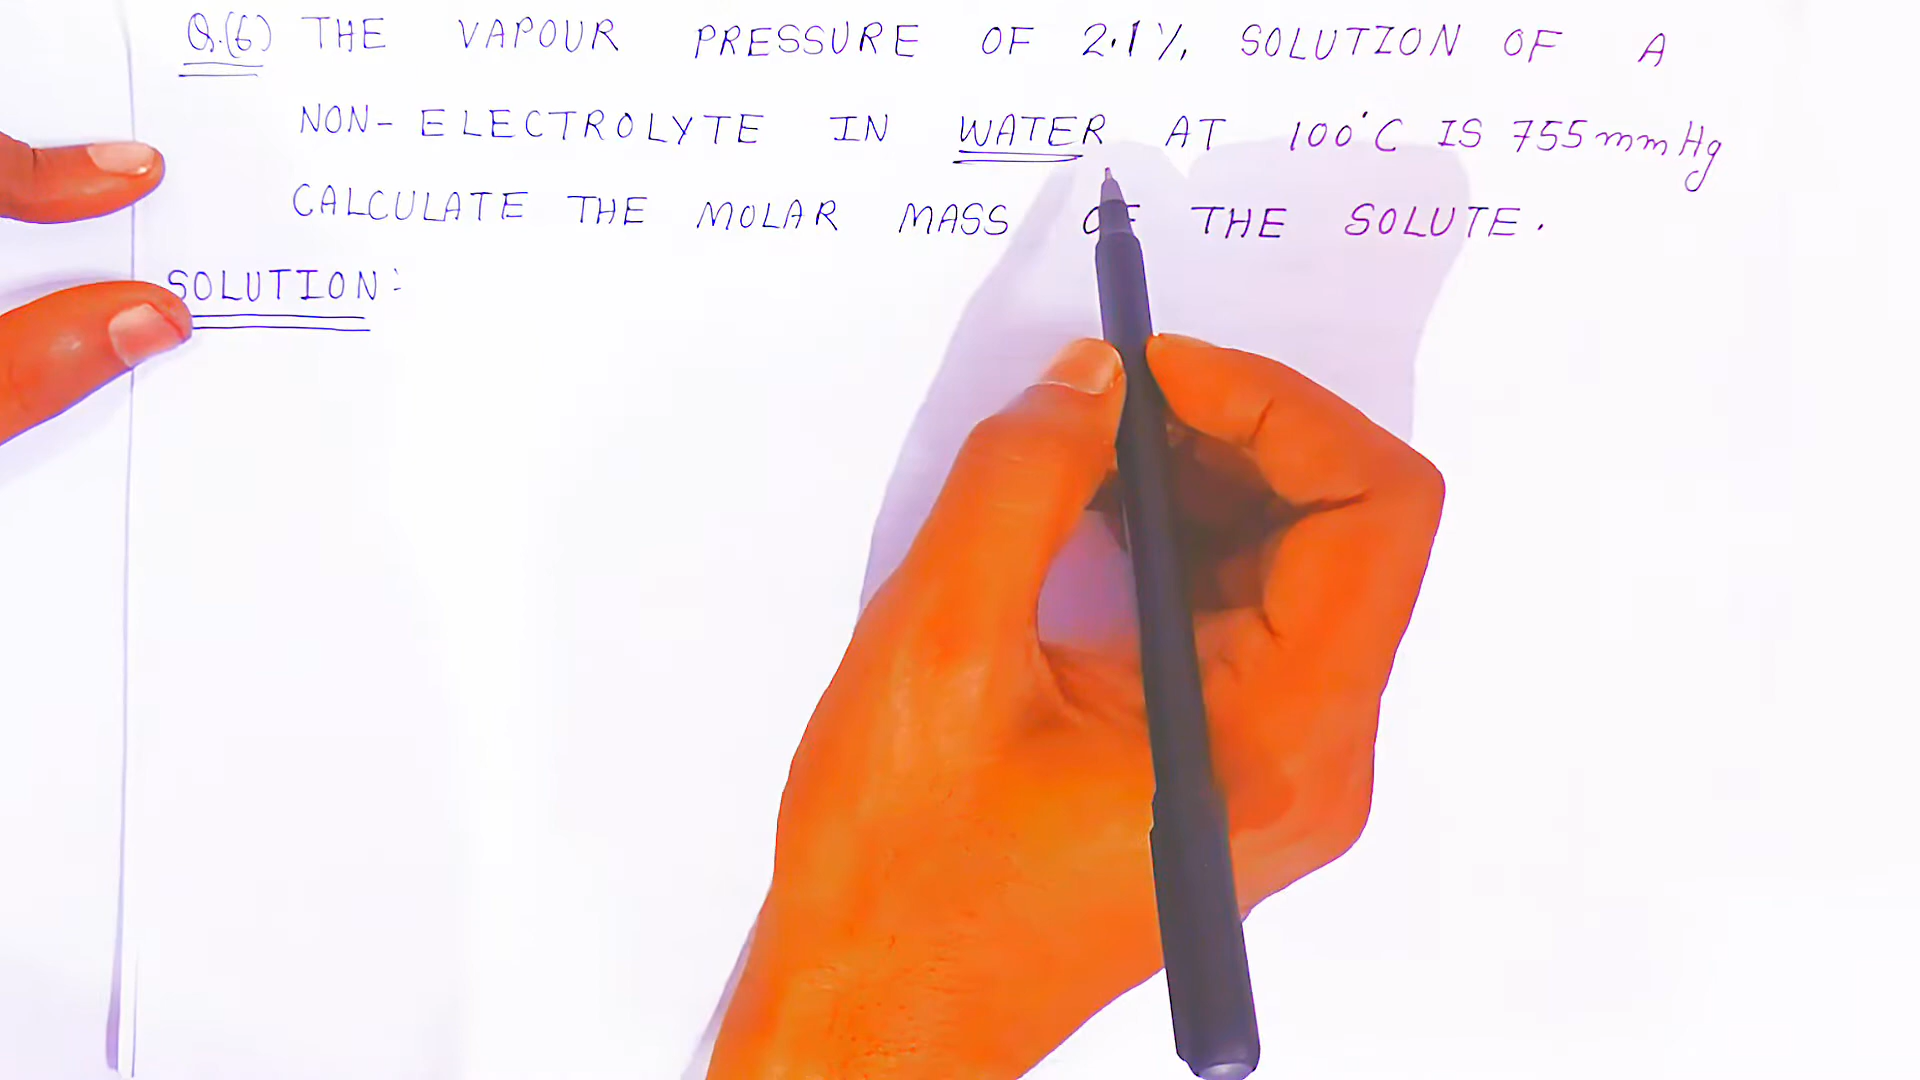 Q.(6) THE VAPOUR PRESSURE OF 2.1%. SOLUTION OF A
NON-ELECTROLYTE IN WATER AT 100°C IS 755 mm Hg
CALCULATE THE MOLAR MASS OF THE SOLUTE.
SOLUTION: